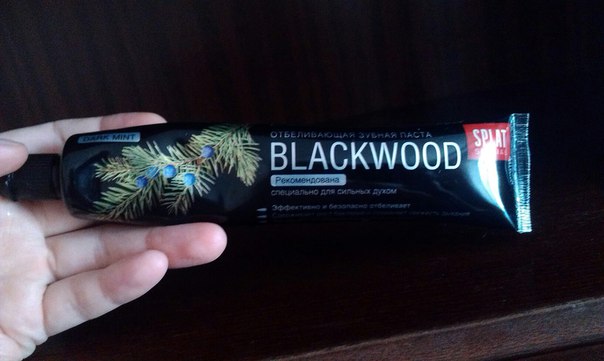 DARK MINT
ОТБЕЛИВАЮЩАЯ ЗУБНАЯ ПАСТА
BLACKWOOD
SPLAT
Рекомендована
специально для сильных духом
Эффективно и безопасно отбеливает